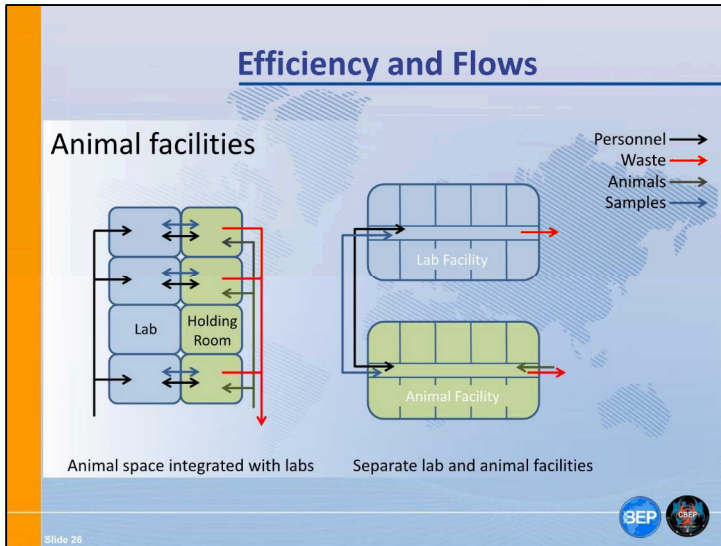 Efficiency and Flows
Animal facilities
Personnel
Waste
Animals
Samples
Lab
Holding
Room
Lab Facility
Animal Facility
Animal space integrated with labs
Separate lab and animal facilities
Slide 26
BEP
CBEP